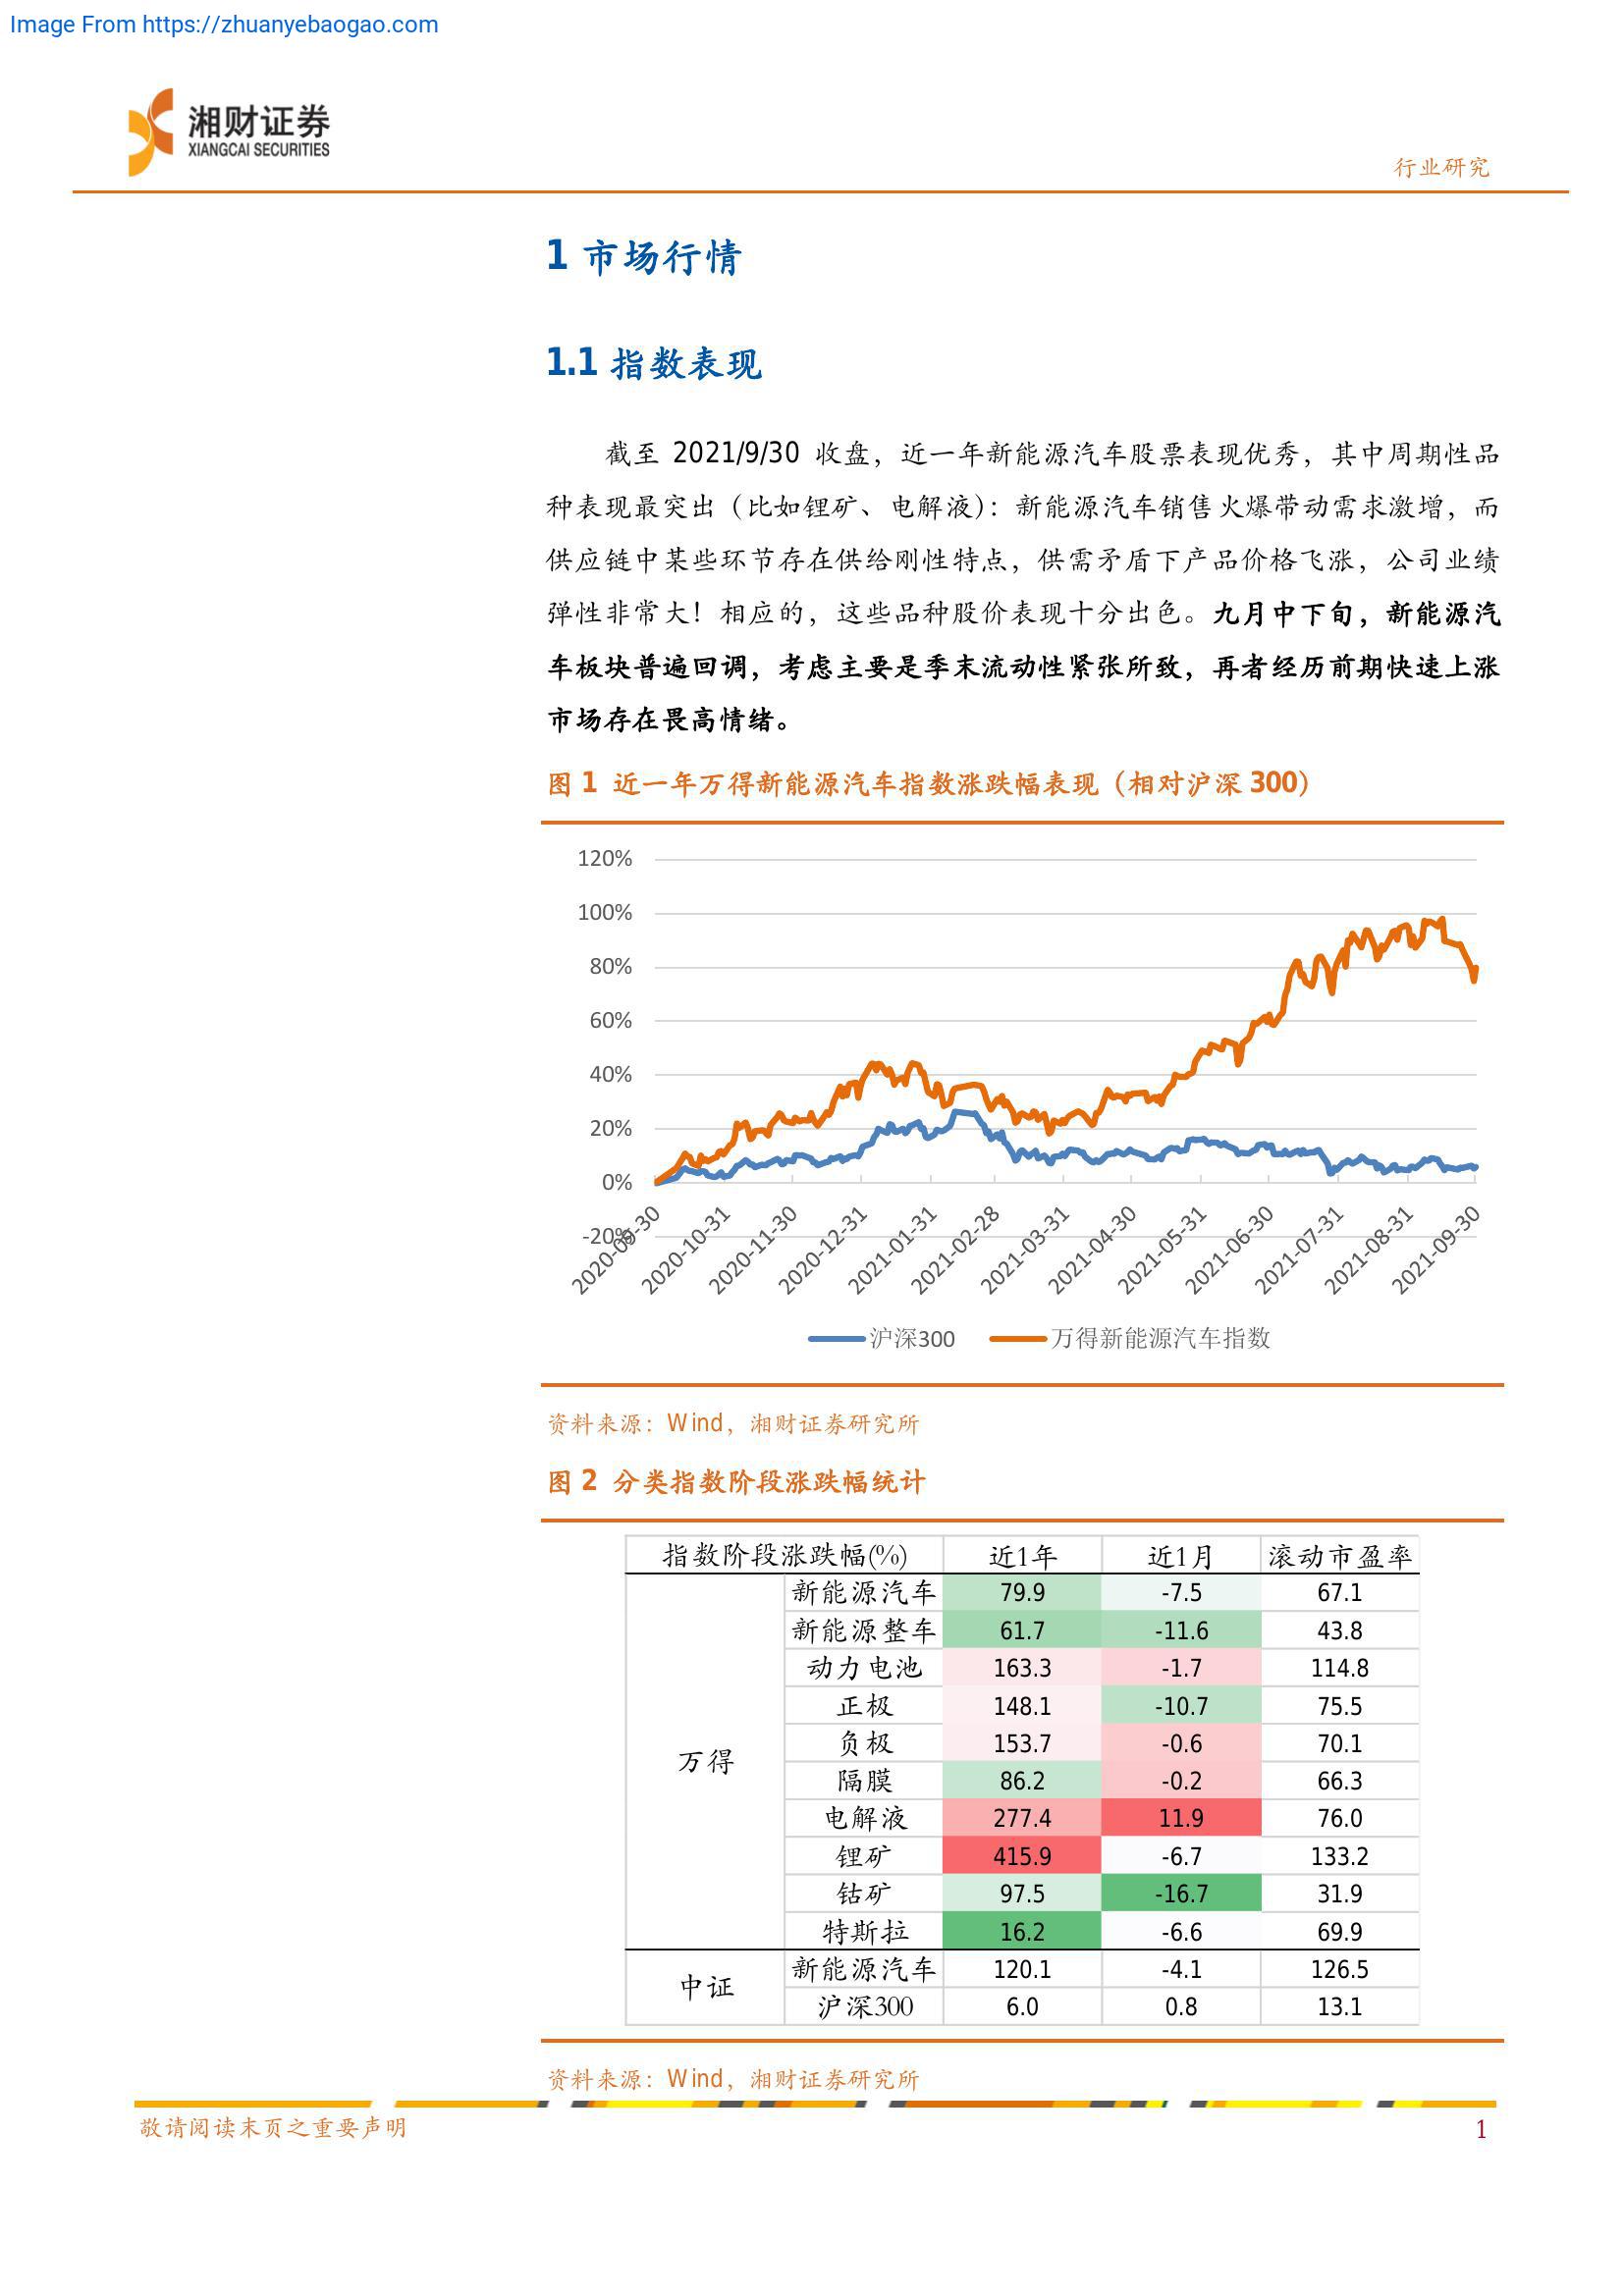 Image From https://zhuanyebaogao.com
湘财证券
XIANGCAI SECURITIES
行业研究
1 市场行情
1.1 指数表现
截至 2021/9/30 收盘，近一年新能源汽车股票表现优秀，其中周期性品
种表现最突出（比如锂矿、电解液）：新能源汽车销售火爆带动需求激增，而
供应链中某些环节存在供给刚性特点，供需矛盾下产品价格飞涨，公司业绩
弹性非常大！相应的，这些品种股价表现十分出色。九月中下旬，新能源汽
车板块普遍回调，考虑主要是季末流动性紧张所致，再者经历前期快速上涨
市场存在畏高情绪。
图 1 近一年万得新能源汽车指数涨跌幅表现（相对沪深 300）
120%
100%
80%
60%
40%
20%
0%
-20%
2020-09-30 2020-10-31 2020-11-30 2020-12-31 2021-01-31 2021-02-28 2021-03-31 2021-04-30 2021-05-31 2021-06-30 2021-07-31 2021-08-31 2021-09-30
沪深300 万得新能源汽车指数
资料来源：Wind，湘财证券研究所
图 2 分类指数阶段涨跌幅统计
指数阶段涨跌幅(%) 近1年 近1月 滚动市盈率
万得
新能源汽车 79.9 -7.5 67.1
新能源整车 61.7 -11.6 43.8
动力电池 163.3 -1.7 114.8
正极 148.1 -10.7 75.5
负极 153.7 -0.6 70.1
隔膜 86.2 -0.2 66.3
电解液 277.4 11.9 76.0
锂矿 415.9 -6.7 133.2
钴矿 97.5 -16.7 31.9
特斯拉 16.2 -6.6 69.9
中证
新能源汽车 120.1 -4.1 126.5
沪深300 6.0 0.8 13.1
资料来源：Wind，湘财证券研究所
敬请阅读末页之重要声明
1